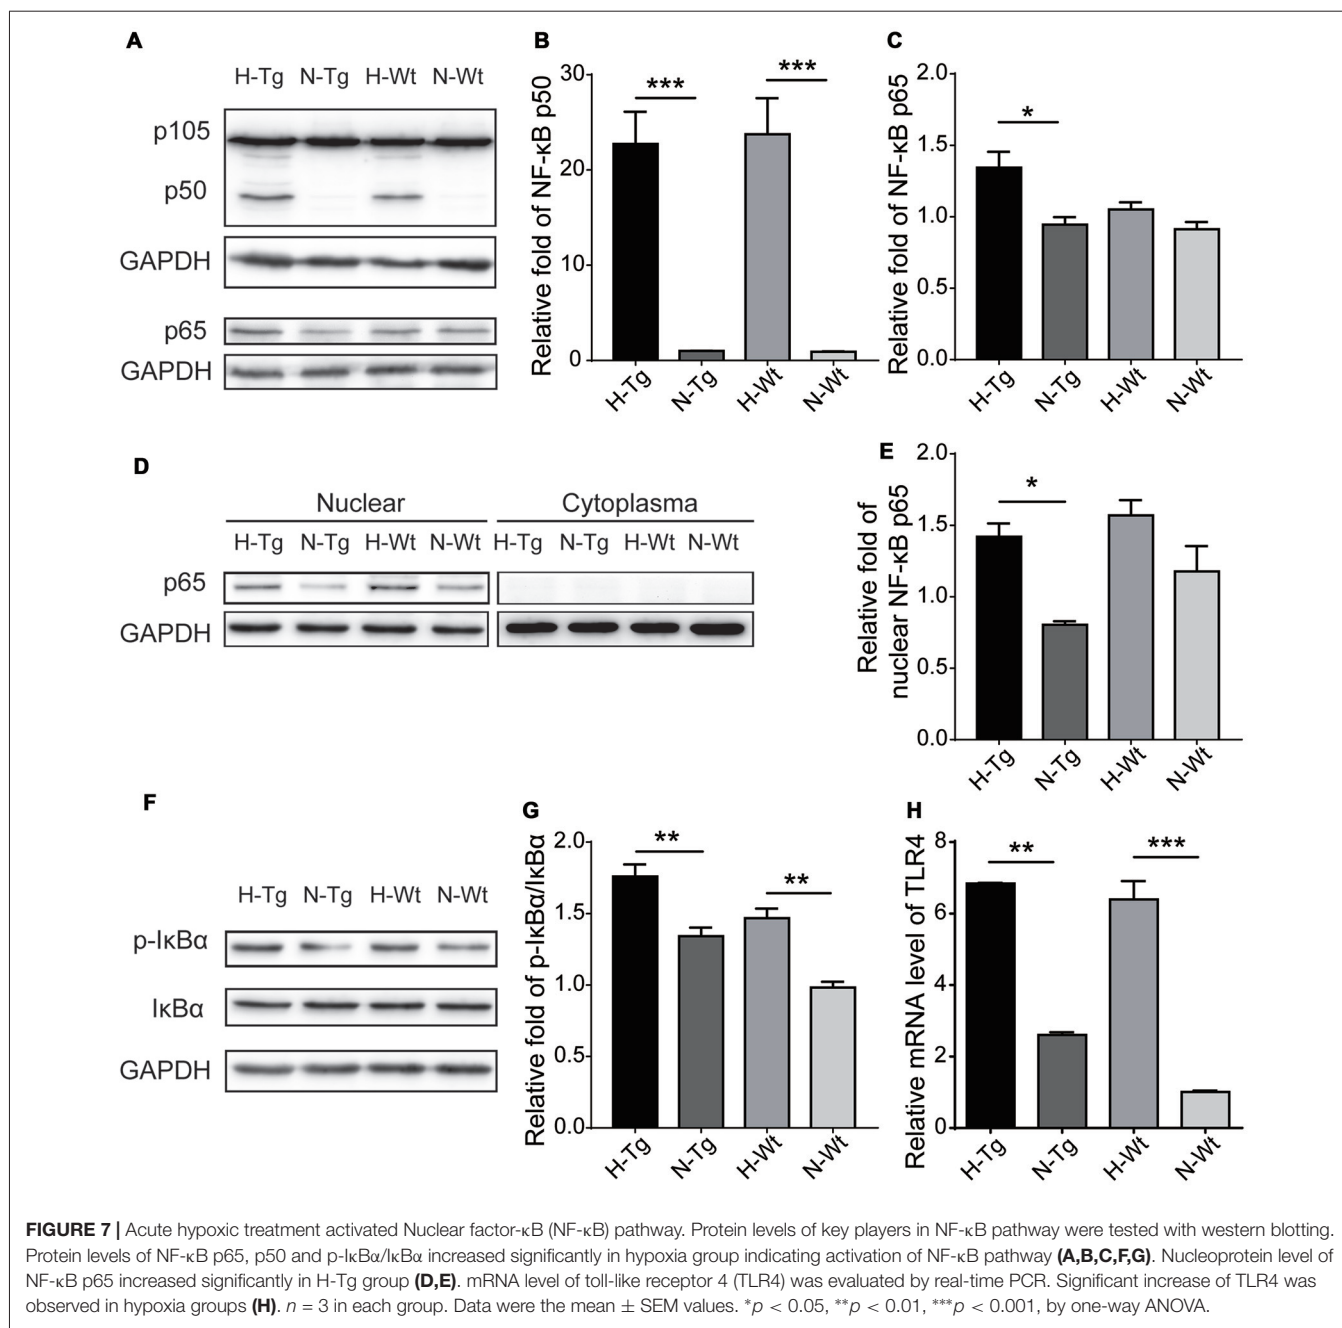 A
H-Tg N-Tg H-Wt N-Wt
p105
p50
GAPDH
p65
GAPDH
B
Relative fold of NF-κB p50
30
20
10
0
***
***
H-Tg
N-Tg
H-Wt
N-Wt
C
Relative fold of NF-κB p65
2.0
1.5
1.0
0.5
0.0
*
H-Tg
N-Tg
H-Wt
N-Wt
D
Nuclear Cytoplasma
H-Tg N-Tg H-Wt N-Wt H-Tg N-Tg H-Wt N-Wt
p65
GAPDH
E
Relative fold of
nuclear NF-κB p65
2.0
1.5
1.0
0.5
0.0
*
H-Tg
N-Tg
H-Wt
N-Wt
F
H-Tg N-Tg H-Wt N-Wt
p-IκBα
IκBα
GAPDH
G
Relative fold of p-IκBα/IκBα
2.0
1.5
1.0
0.5
0.0
**
**
H-Tg
N-Tg
H-Wt
N-Wt
H
Relative mRNA level of TLR4
8
6
4
2
0
**
***
H-Tg
N-Tg
H-Wt
N-Wt
FIGURE 7 | Acute hypoxic treatment activated Nuclear factor-κB (NF-κB) pathway. Protein levels of key players in NF-κB pathway were tested with western blotting.
Protein levels of NF-κB p65, p50 and p-IκBα/IκBα increased significantly in hypoxia group indicating activation of NF-κB pathway (A,B,C,F,G). Nucleoprotein level of
NF-κB p65 increased significantly in H-Tg group (D,E). mRNA level of toll-like receptor 4 (TLR4) was evaluated by real-time PCR. Significant increase of TLR4 was
observed in hypoxia groups (H). n = 3 in each group. Data were the mean ± SEM values. *p < 0.05, **p < 0.01, ***p < 0.001, by one-way ANOVA.